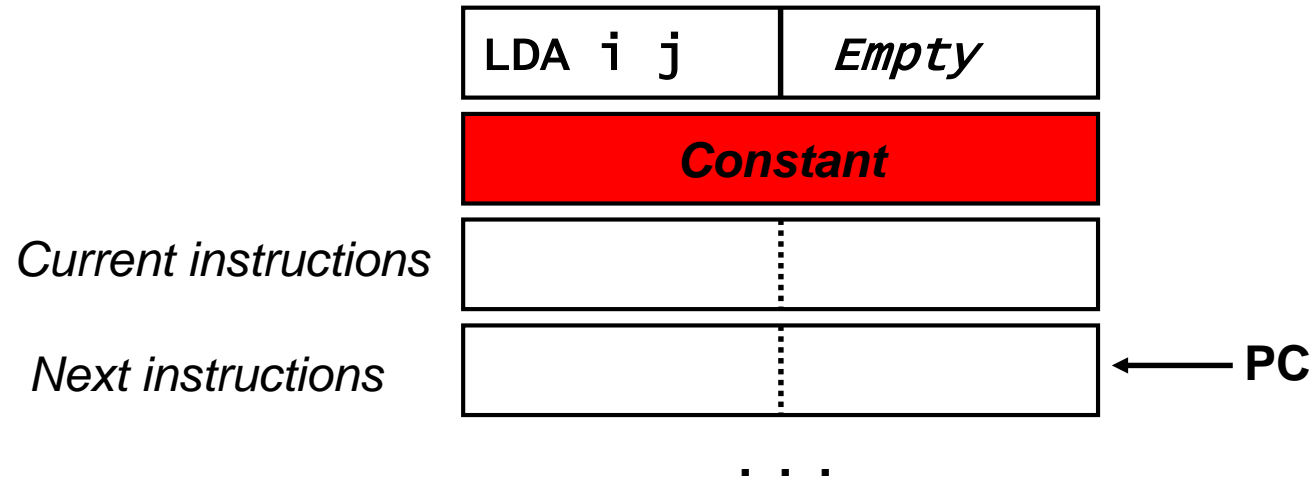 LDA i j Empty
Constant
Current instructions
Next instructions PC
. . .